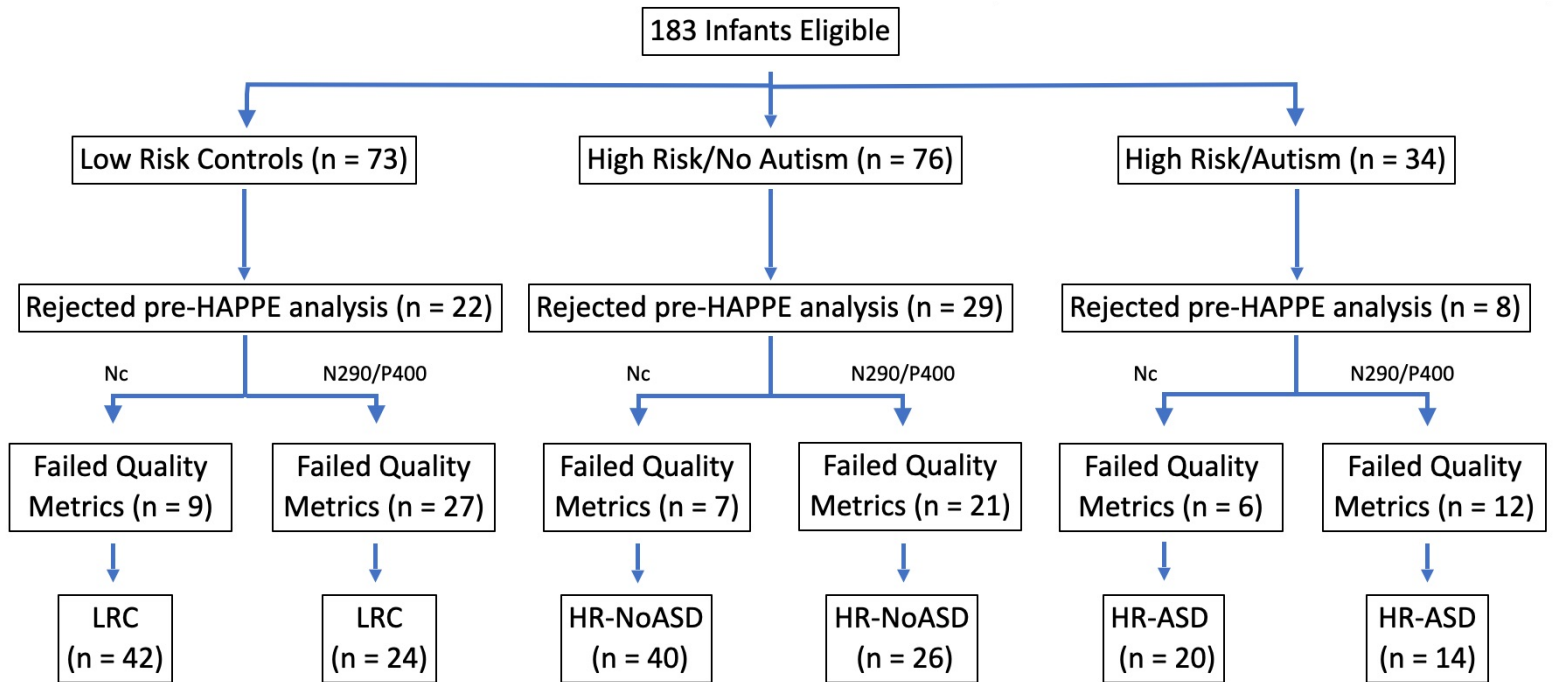 183 Infants Eligible
Low Risk Controls (n = 73)
High Risk/No Autism (n = 76)
High Risk/Autism (n = 34)
Rejected pre-HAPPE analysis (n = 22)
Rejected pre-HAPPE analysis (n = 29)
Rejected pre-HAPPE analysis (n = 8)
Nc
N290/P400
Nc
N290/P400
Nc
N290/P400
Failed Quality
Metrics (n = 9)
Failed Quality
Metrics (n = 27)
Failed Quality
Metrics (n = 7)
Failed Quality
Metrics (n = 21)
Failed Quality
Metrics (n = 6)
Failed Quality
Metrics (n = 12)
LRC
(n = 42)
LRC
(n = 24)
HR-NoASD
(n = 40)
HR-NoASD
(n = 26)
HR-ASD
(n = 20)
HR-ASD
(n = 14)